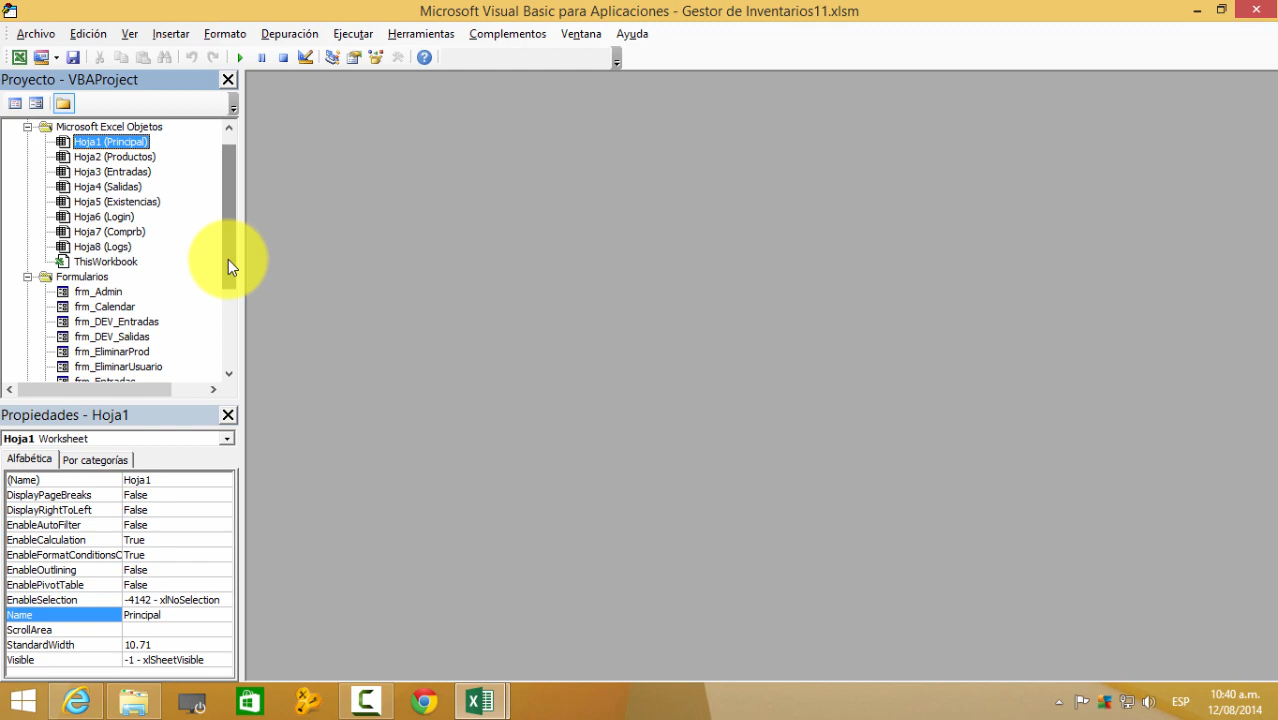 Microsoft Visual Basic para Aplicaciones - Gestor de Inventarios11.xlsm
Archivo Edición Ver Insertar Formato Depuración Ejecutar Herramientas Complementos Ventana Ayuda
Proyecto - VBAProject
Microsoft Excel Objetos
Hoja1 (Principal)
Hoja2 (Productos)
Hoja3 (Entradas)
Hoja4 (Salidas)
Hoja5 (Existencias)
Hoja6 (Login)
Hoja7 (Comprb)
Hoja8 (Logs)
ThisWorkbook
Formularios
frm_Admin
frm_Calendar
frm_DEV_Entradas
frm_DEV_Salidas
frm_EliminarProd
frm_EliminarUsuario
frm_Entradas
Propiedades - Hoja1
Hoja1 Worksheet
Alfabética Por categorías
(Name) Hoja1
DisplayPageBreaks False
DisplayRightToLeft False
EnableAutoFilter False
EnableCalculation True
EnableFormatConditionsC True
EnableOutlining False
EnablePivotTable False
EnableSelection -4142 - xlNoSelection
Name Principal
ScrollArea
StandardWidth 10.71
Visible -1 - xlSheetVisible
ESP
10:40 a.m.
12/08/2014